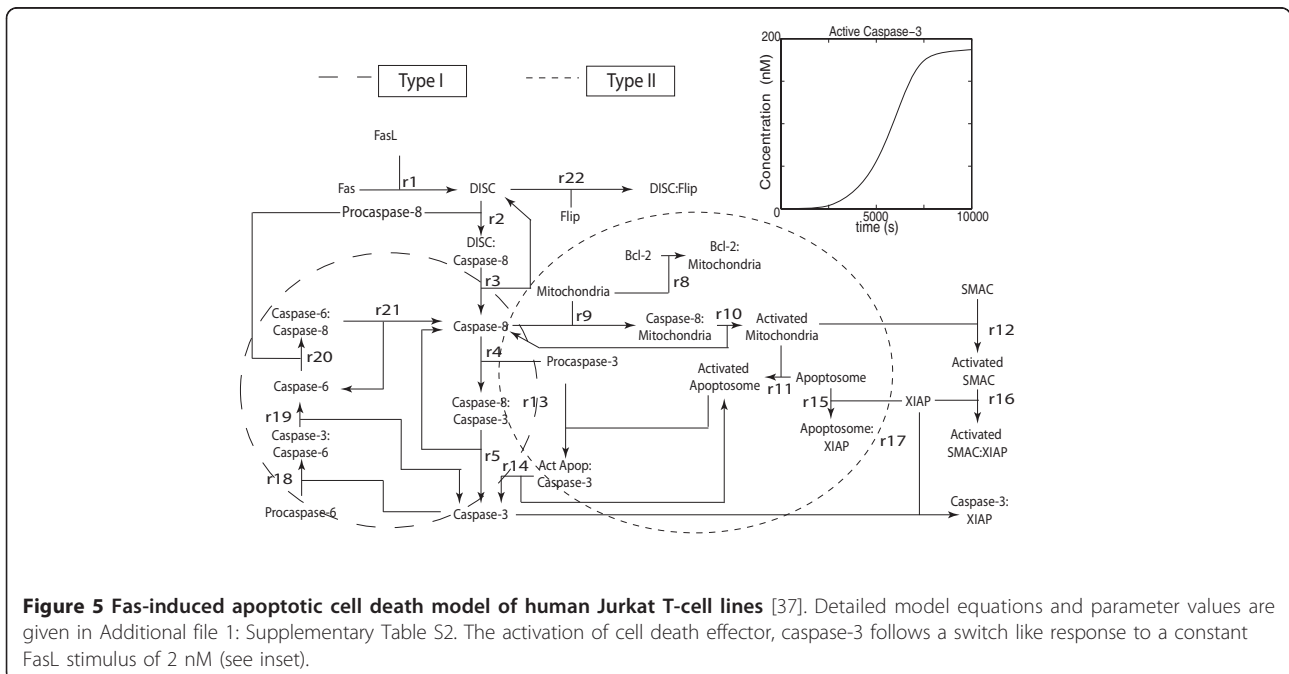 Type I
Type II
Active Caspase-3
200
Concentration (nM)
0
5000
10000
time (s)
FasL
Fas
r1
DISC
r22
DISC:Flip
Flip
Procaspase-8
r2
DISC:
Caspase-8
r3
Bcl-2
Bcl-2:
Mitochondria
r8
Mitochondria
SMAC
Caspase-6:
Caspase-8
r21
Caspase-8
r9
Caspase-8:
Mitochondria
r10
Activated
Mitochondria
r12
r20
r4
Procaspase-3
Activated
Apoptosome
r11
Apoptosome
Activated
SMAC
Caspase-6
Caspase-8:
Caspase-3
r13
r15
XIAP
r16
r19
Caspase-3:
Caspase-6
Apoptosome:
XIAP
r17
Activated
SMAC:XIAP
r5
r14
Act Apop:
Caspase-3
r18
Procaspase-6
Caspase-3
Caspase-3:
XIAP
Figure 5 Fas-induced apoptotic cell death model of human Jurkat T-cell lines [37]. Detailed model equations and parameter values are
given in Additional file 1: Supplementary Table S2. The activation of cell death effector, caspase-3 follows a switch like response to a constant
FasL stimulus of 2 nM (see inset).